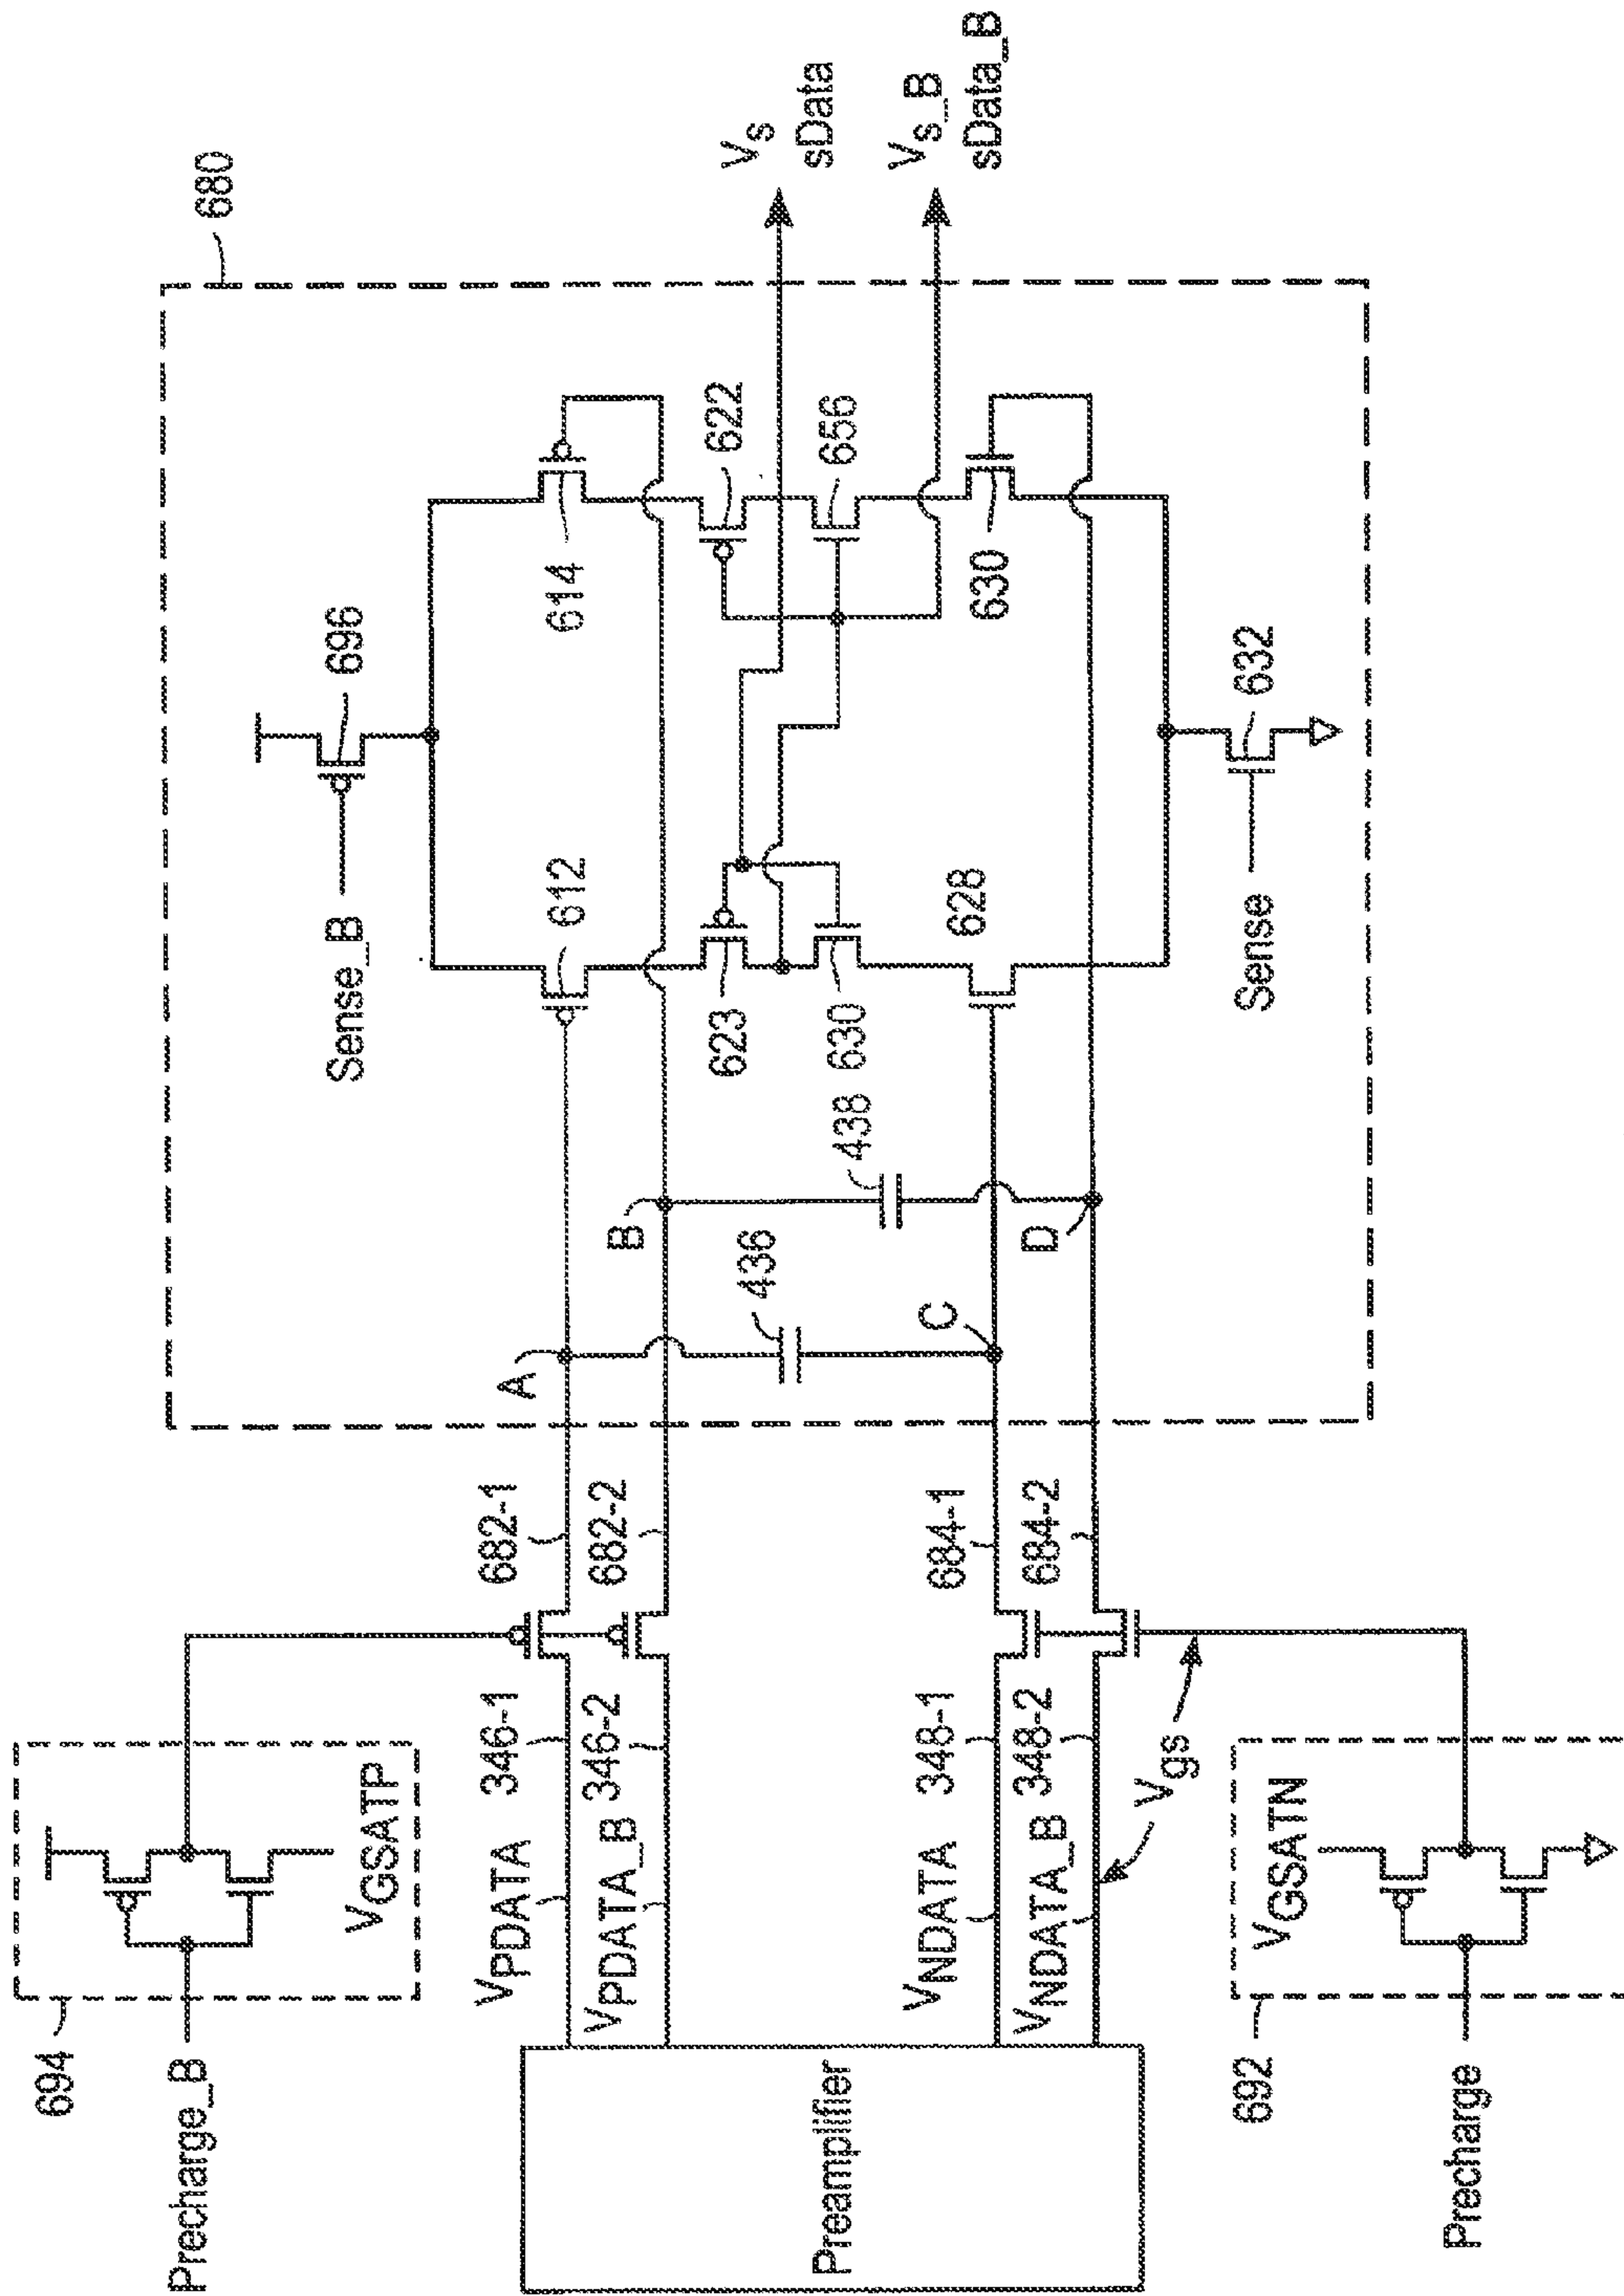 694
Precharge_B
VGSATP
Preamplifier
VPDATA
346-1
682-1
VPDATA_B
346-2
682-2
VNDATA
348-1
684-1
VNDATA_B
348-2
684-2
Vgs
692
Precharge
VGSATN
680
Sense_B
696
612
614
A
B
436
438
C
D
623
630
622
656
628
630
Sense
632
Vs
sData
Vs_B
sData_B